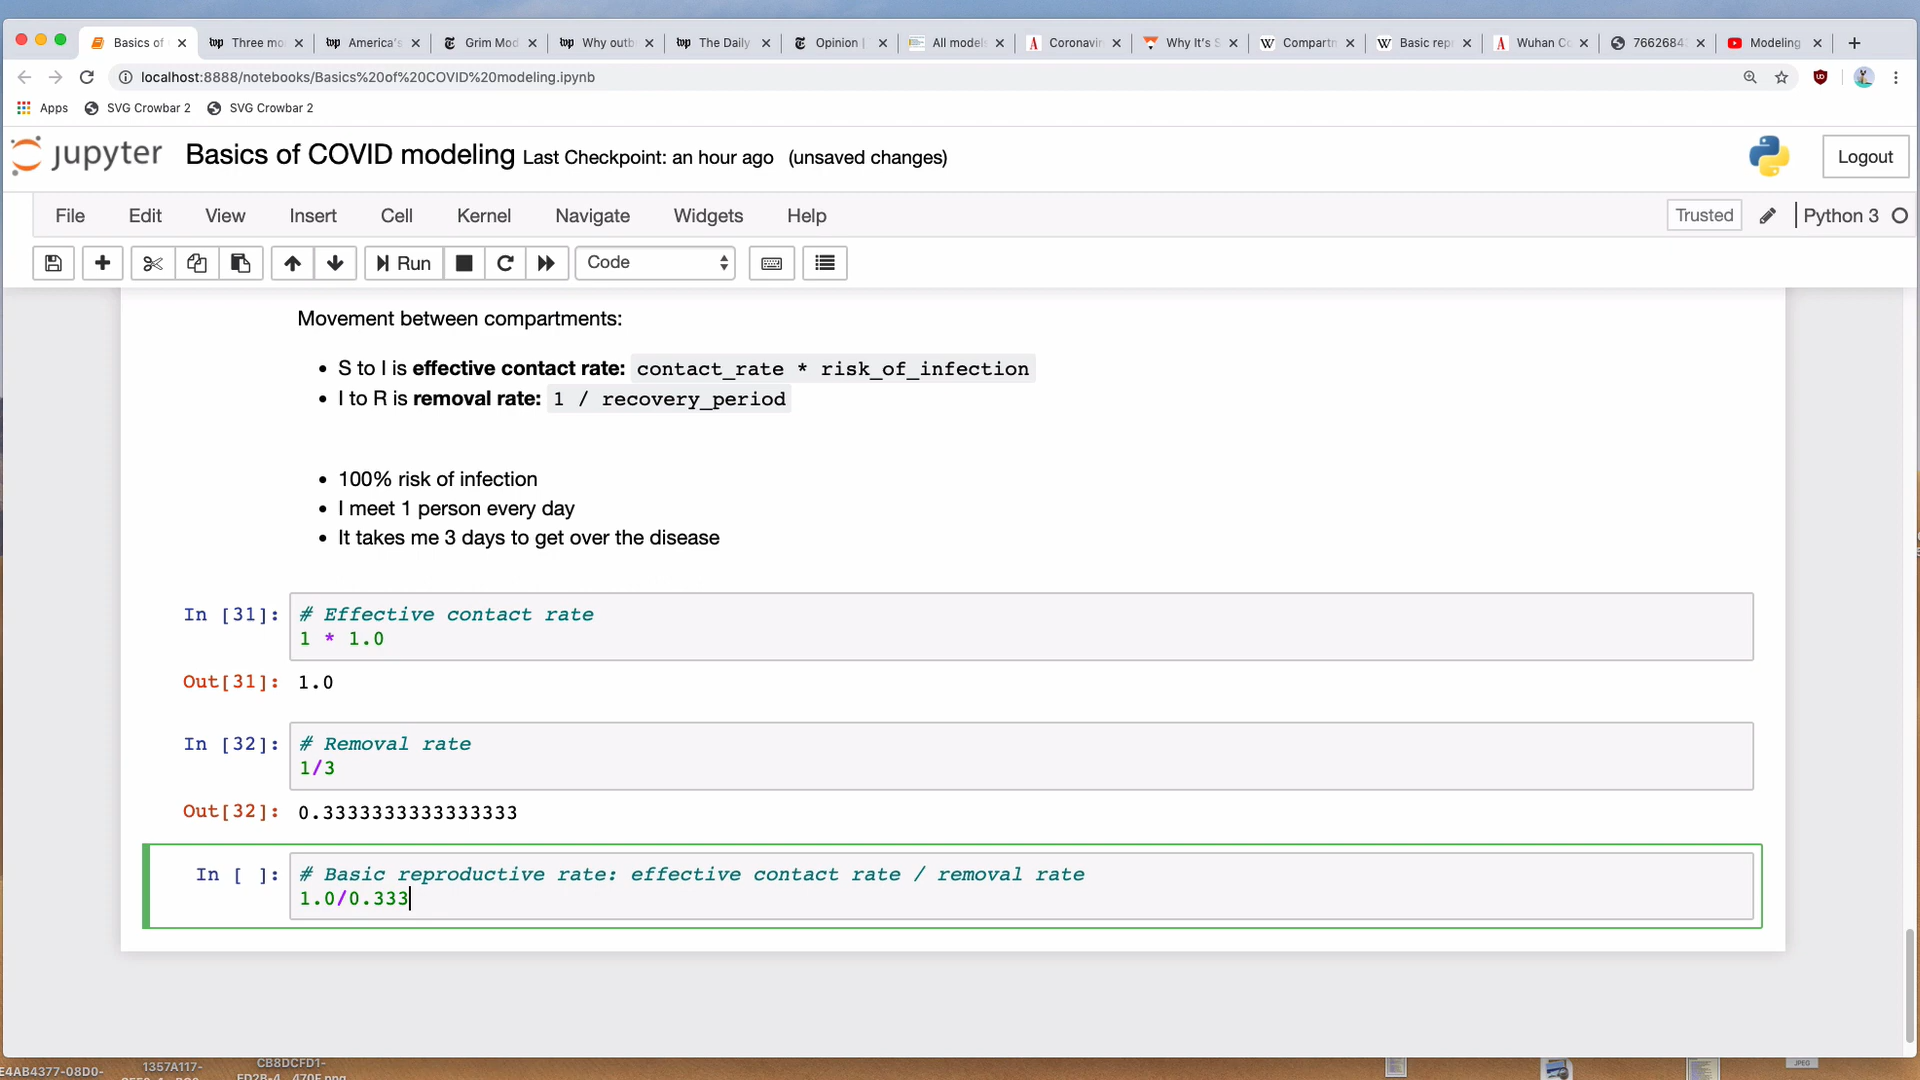 Basics of
Three mo
America's
Grim Mod
Why outb
The Daily
Opinion |
All models
Coronavir
Why It's S
Compartm
Basic repr
Wuhan Co
7662684
Modeling
localhost:8888/notebooks/Basics%20of%20COVID%20modeling.ipynb
Apps
SVG Crowbar 2
SVG Crowbar 2
jupyter
Basics of COVID modeling Last Checkpoint: an hour ago (unsaved changes)
Logout
File Edit View Insert Cell Kernel Navigate Widgets Help
Trusted
Python 3
Run
Code
Movement between compartments:
• S to I is effective contact rate: contact_rate * risk_of_infection
• I to R is removal rate: 1 / recovery_period
• 100% risk of infection
• I meet 1 person every day
• It takes me 3 days to get over the disease
In [31]: # Effective contact rate
1 * 1.0
Out[31]: 1.0
In [32]: # Removal rate
1/3
Out[32]: 0.3333333333333333
In [ ]: # Basic reproductive rate: effective contact rate / removal rate
1.0/0.333
E4AB4377-08D0-
1357A117-
CB8DCFD1-
JPEG